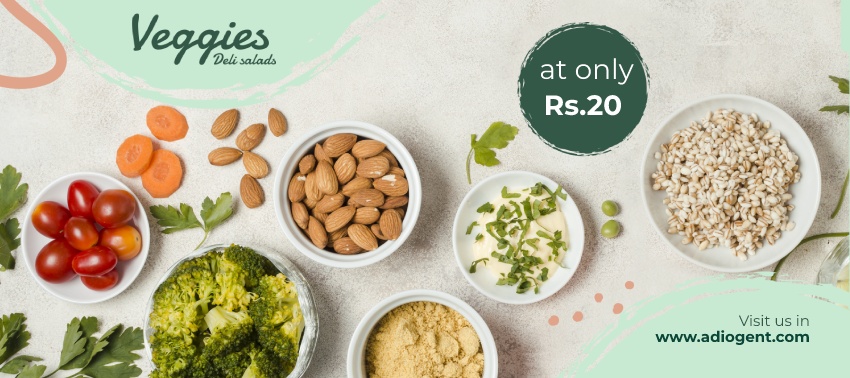 Veggies
Deli salads
at only
Rs.20
Visit us in
www.adiogent.com